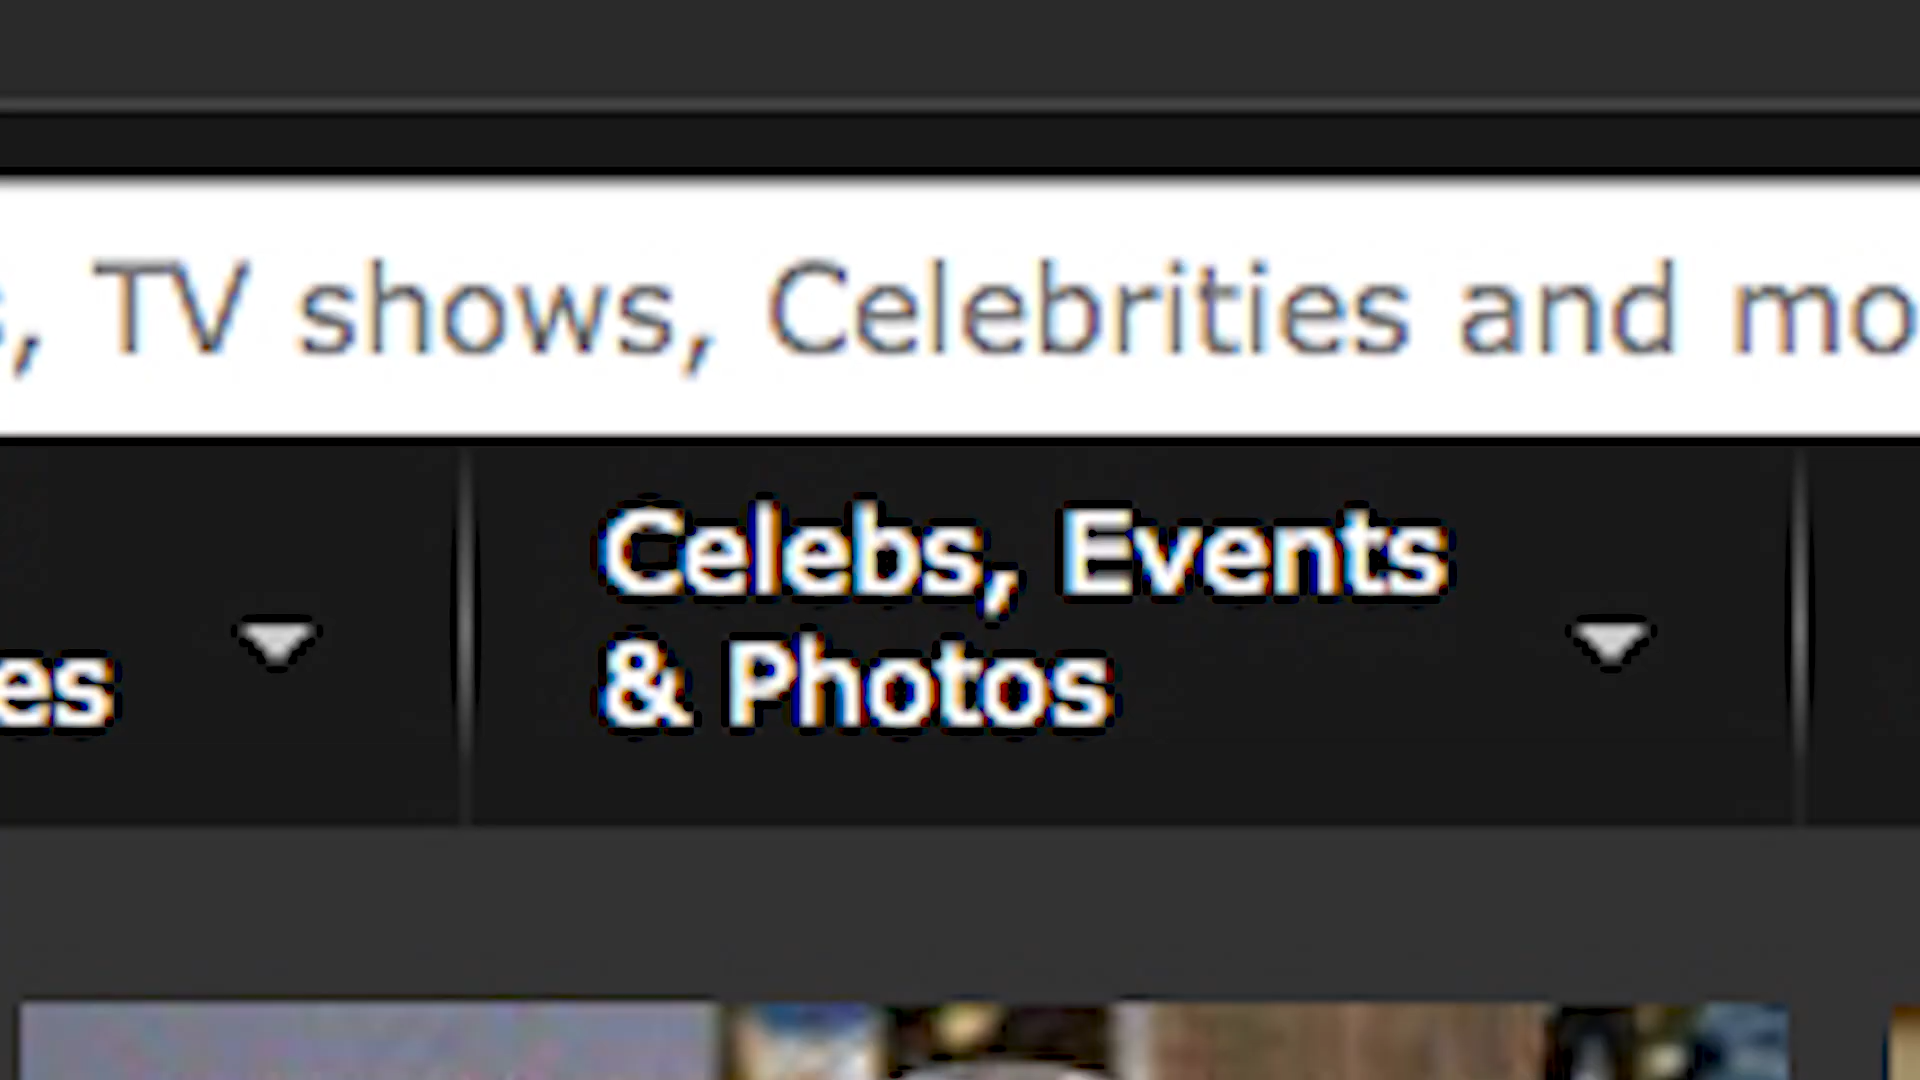 , TV shows, Celebrities and mo
es
Celebs, Events
& Photos